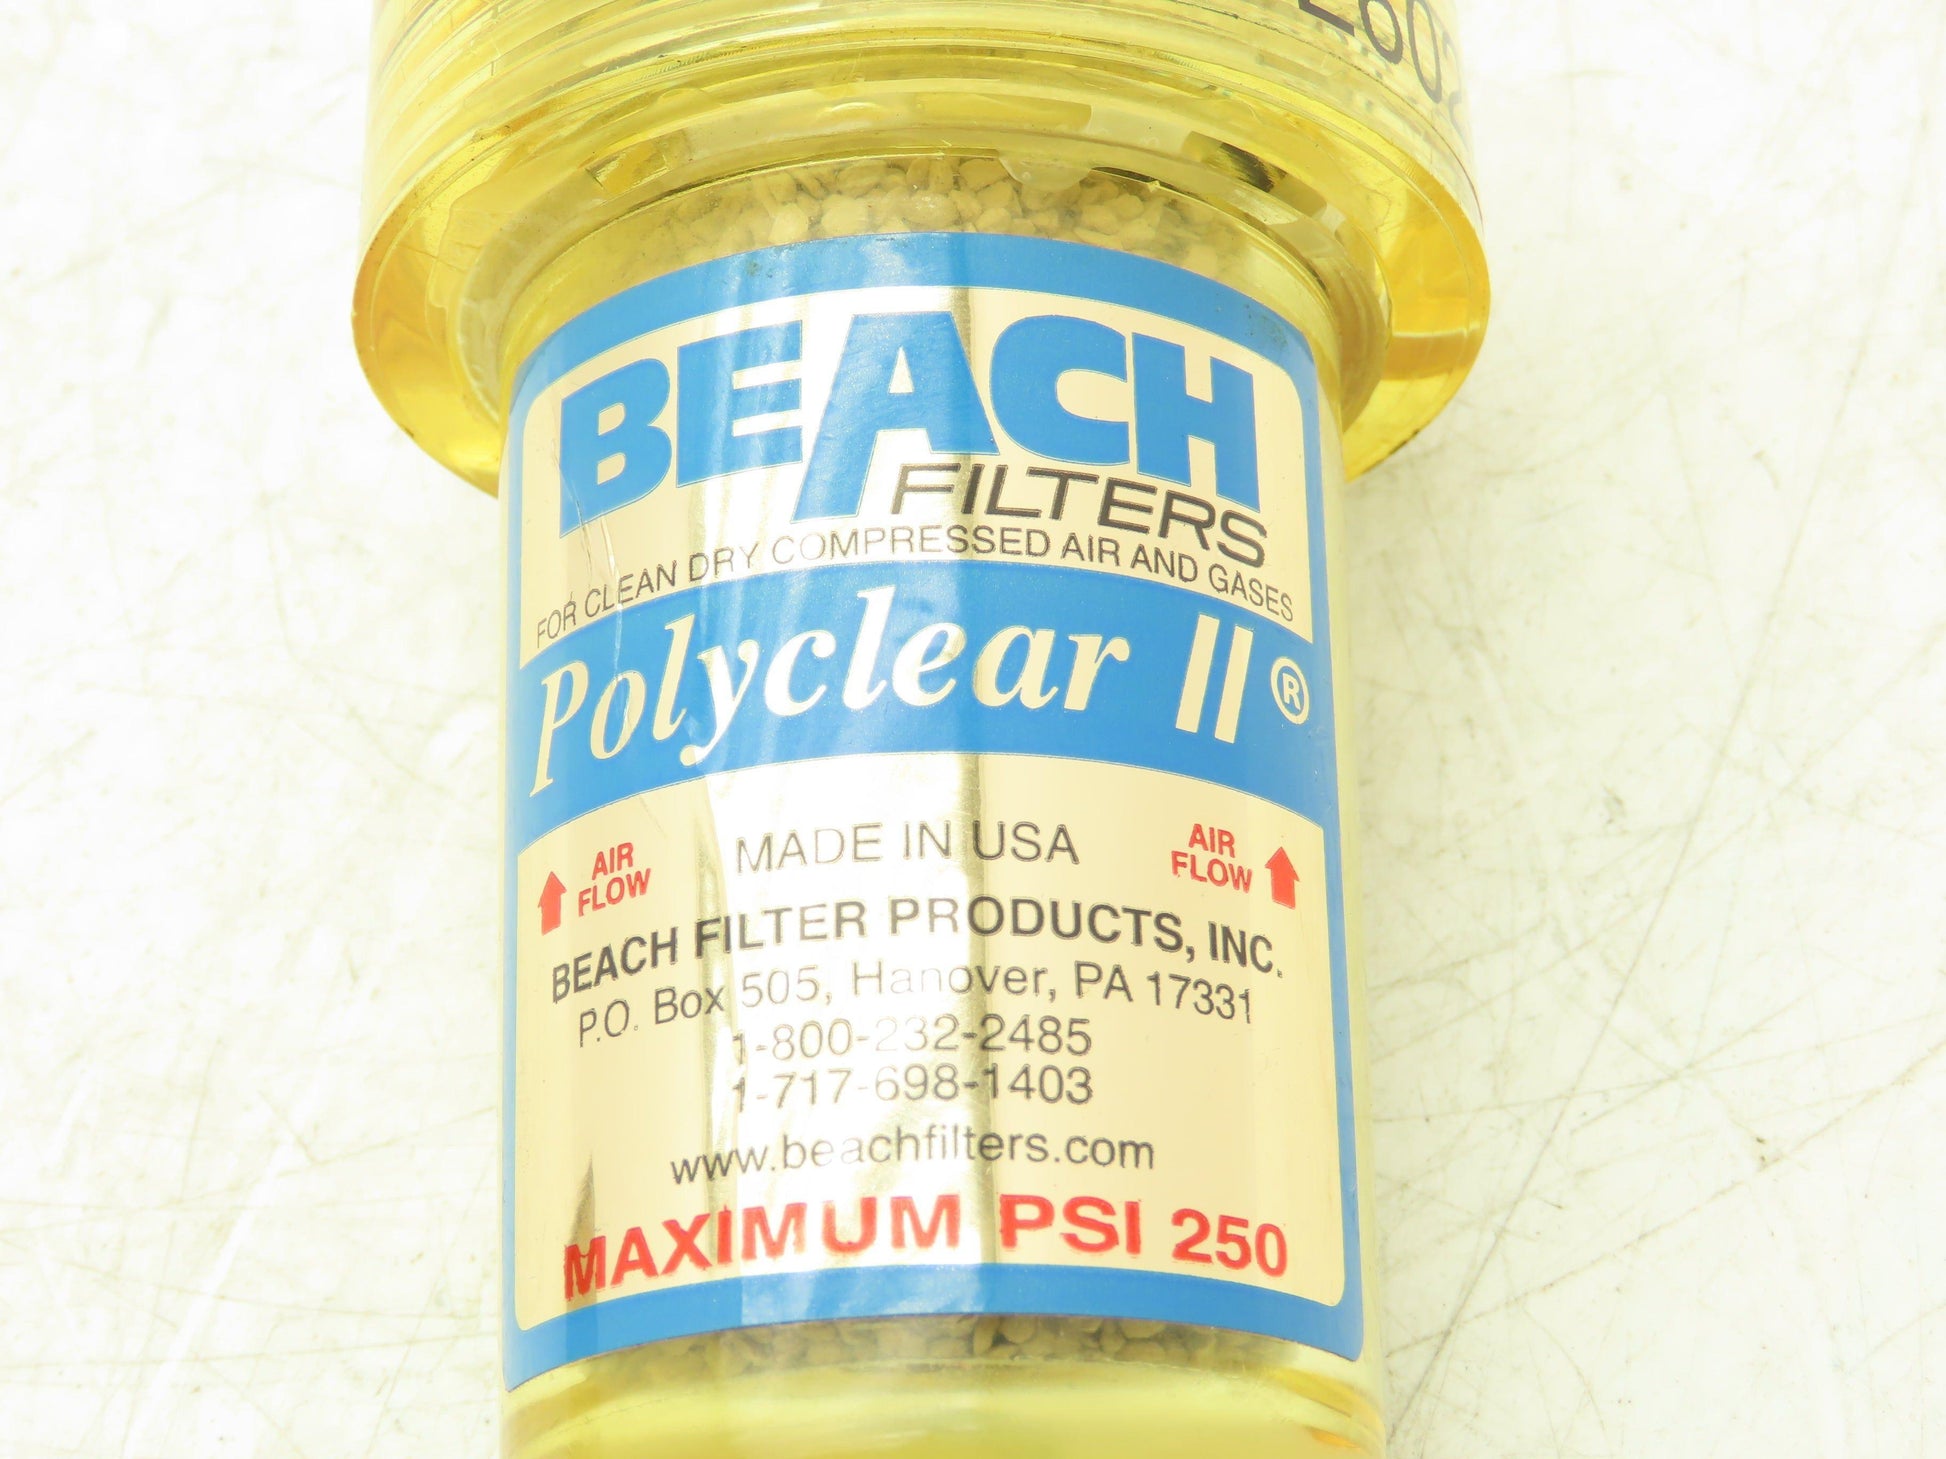 BEACH
FILTERS
FOR CLEAN DRY COMPRESSED AIR AND GASES
Polyclear II®
AIR
FLOW
MADE IN USA
AIR
FLOW
BEACH FILTER PRODUCTS, INC.
P.O. Box 505, Hanover, PA 17331
1-800-232-2485
1-717-698-1403
www.beachfilters.com
MAXIMUM PSI 250